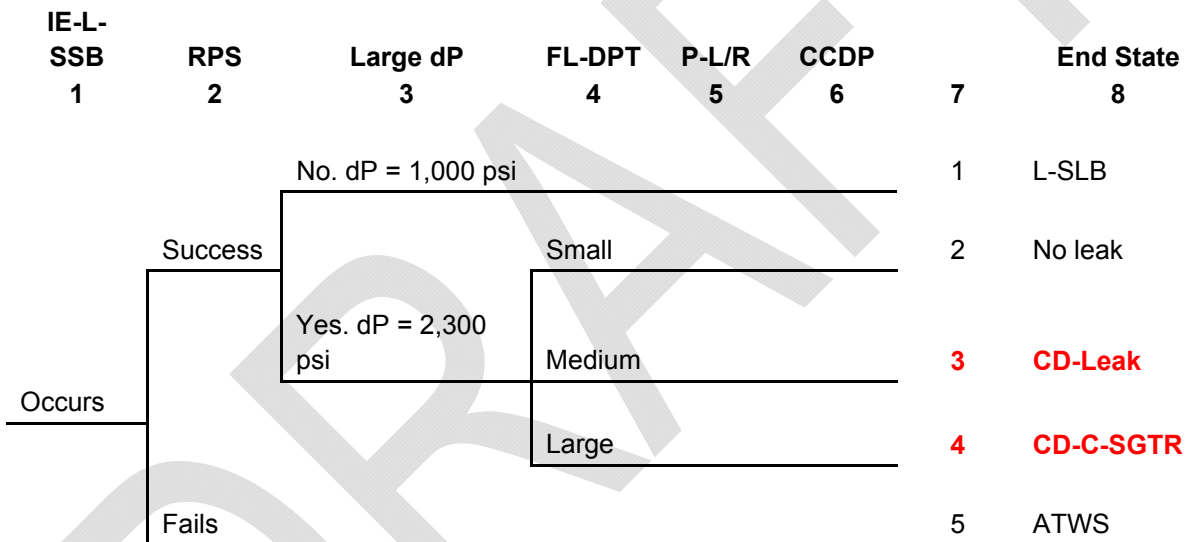 IE-L-
SSB RPS Large dP FL-DPT P-L/R CCDP End State
1 2 3 4 5 6 7 8
No. dP = 1,000 psi 1 L-SLB
Success Small 2 No leak
Yes. dP = 2,300
psi Medium 3 CD-Leak
Occurs
Large 4 CD-C-SGTR
Fails 5 ATWS
DRAFT